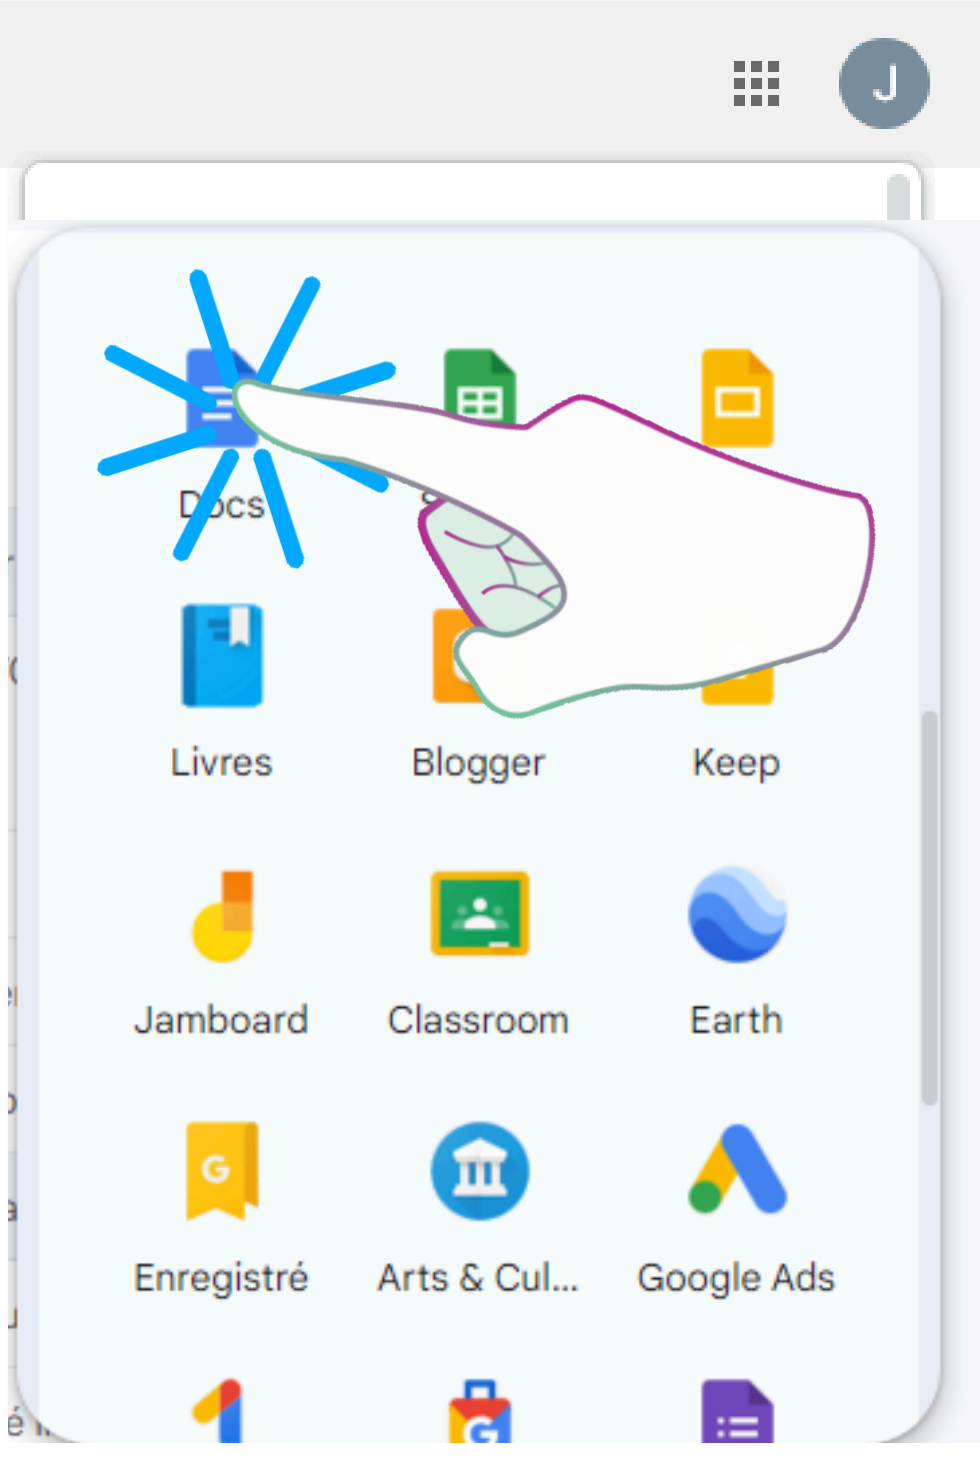 J
Docs
Livres Blogger Keep
Jamboard Classroom Earth
G
Enregistré Arts & Cul... Google Ads
G